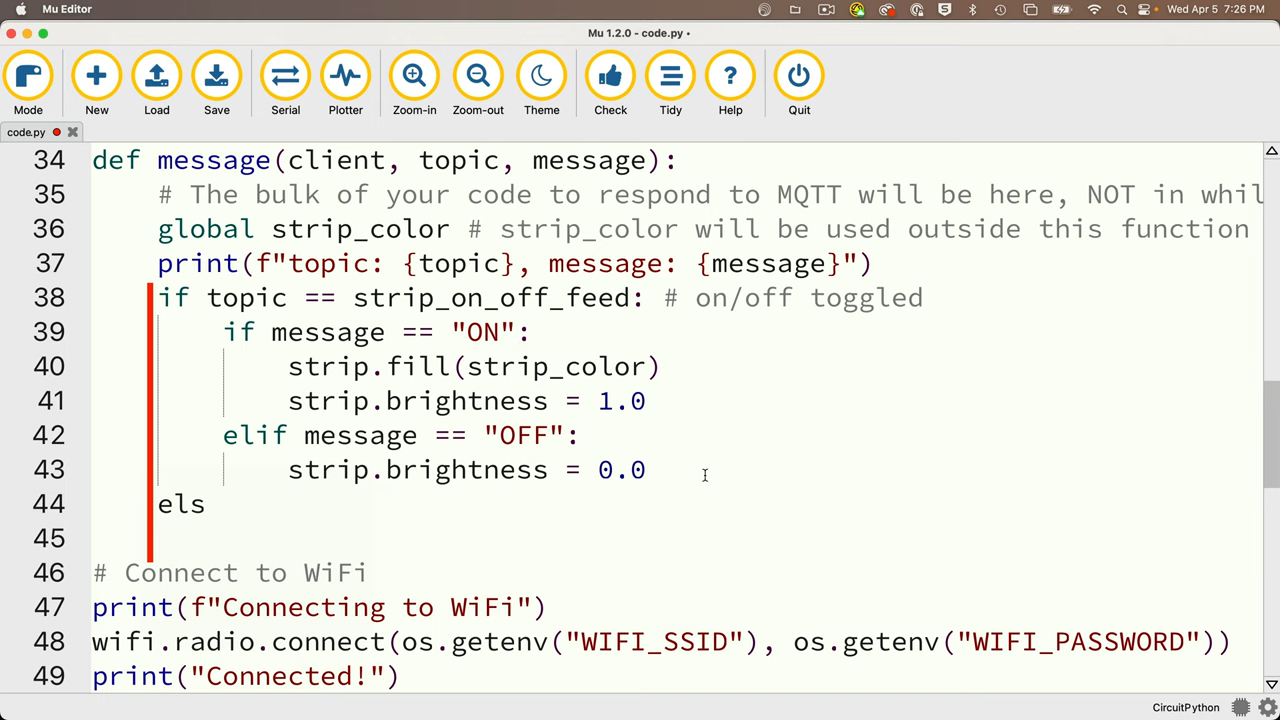 Mu Editor
Wed Apr 5 7:26 PM
Mu 1.2.0 - code.py •
Mode New Load Save Serial Plotter Zoom-in Zoom-out Theme Check Tidy Help Quit
code.py
34 def message(client, topic, message):
35 # The bulk of your code to respond to MQTT will be here, NOT in whil
36 global strip_color # strip_color will be used outside this function
37 print(f"topic: {topic}, message: {message}")
38 if topic == strip_on_off_feed: # on/off toggled
39 if message == "ON":
40 strip.fill(strip_color)
41 strip.brightness = 1.0
42 elif message == "OFF":
43 strip.brightness = 0.0
44 els
45
46 # Connect to WiFi
47 print(f"Connecting to WiFi")
48 wifi.radio.connect(os.getenv("WIFI_SSID"), os.getenv("WIFI_PASSWORD"))
49 print("Connected!")
CircuitPython